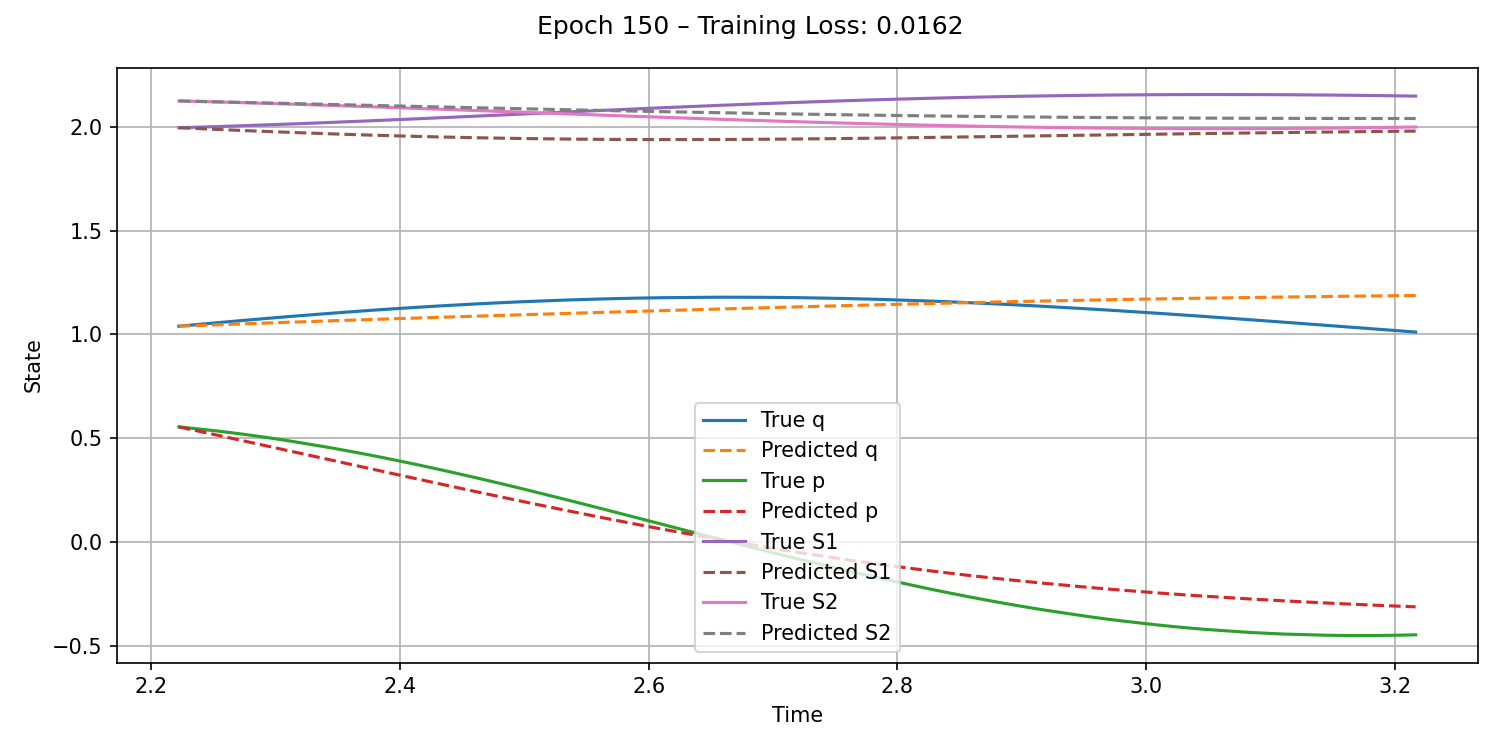 Epoch 150 – Training Loss: 0.0162
State
2.0
1.5
1.0
0.5
0.0
−0.5
True q
Predicted q
True p
Predicted p
True S1
Predicted S1
True S2
Predicted S2
2.2 2.4 2.6 2.8 3.0 3.2
Time